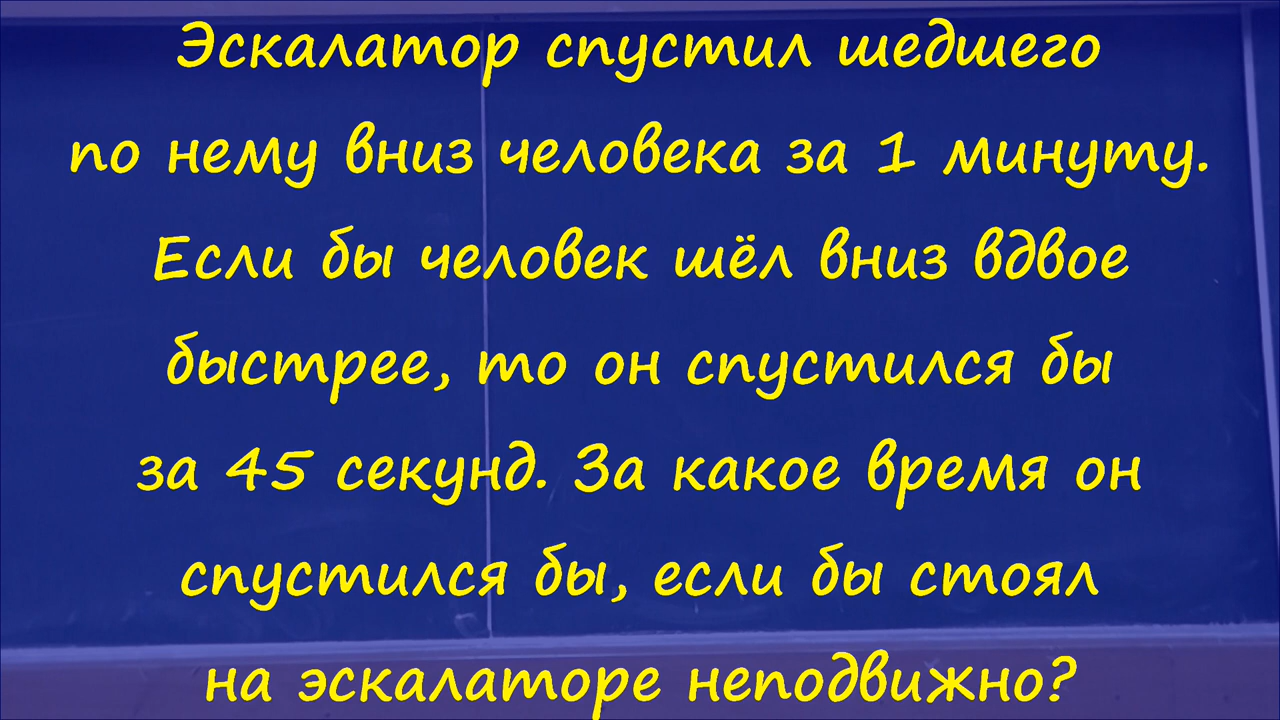 Эскалатор спустил шедшего
по нему вниз человека за 1 минуту.
Если бы человек шёл вниз вдвое
быстрее, то он спустился бы
за 45 секунд. За какое время он
спустился бы, если бы стоял
на эскалаторе неподвижно?